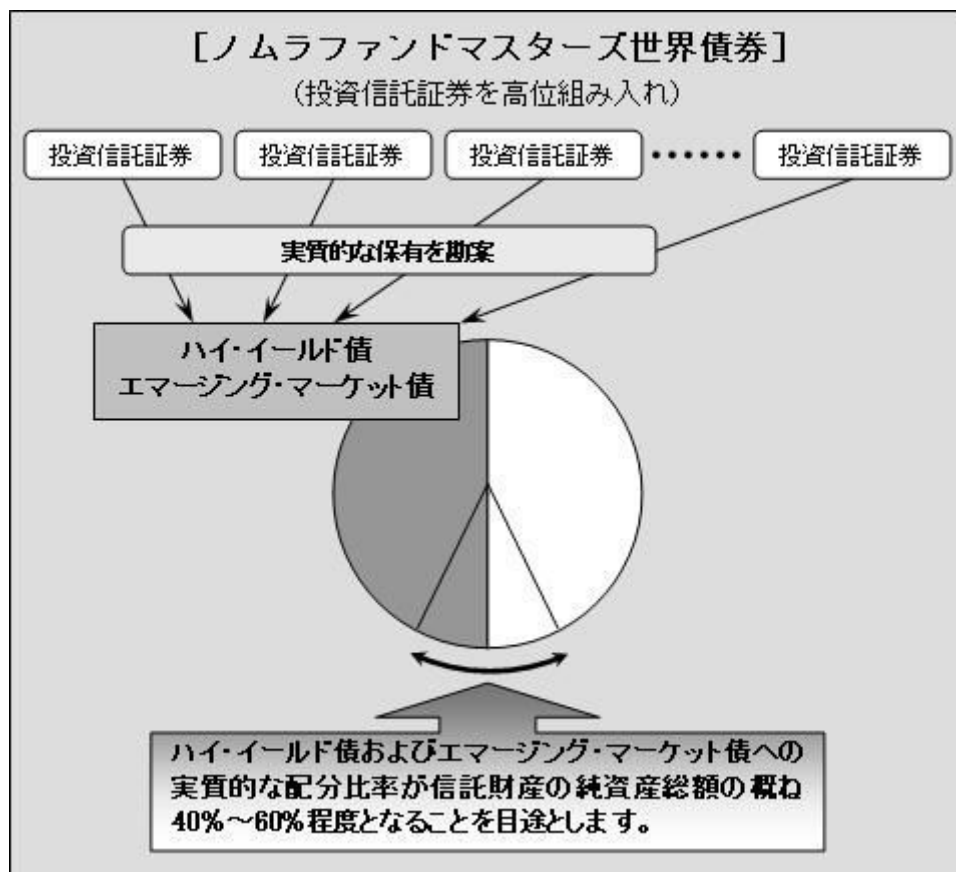 ［ノムラファンドマスターズ世界債券］
（投資信託証券を高位組み入れ）
投資信託証券 投資信託証券 投資信託証券 ・・・・・・ 投資信託証券
実質的な保有を勘案
ハイ・イールド債
エマージング・マーケット債
ハイ・イールド債およびエマージング・マーケット債への
実質的な配分比率が信託財産の純資産総額の概ね
40%～60%程度となることを目途とします。